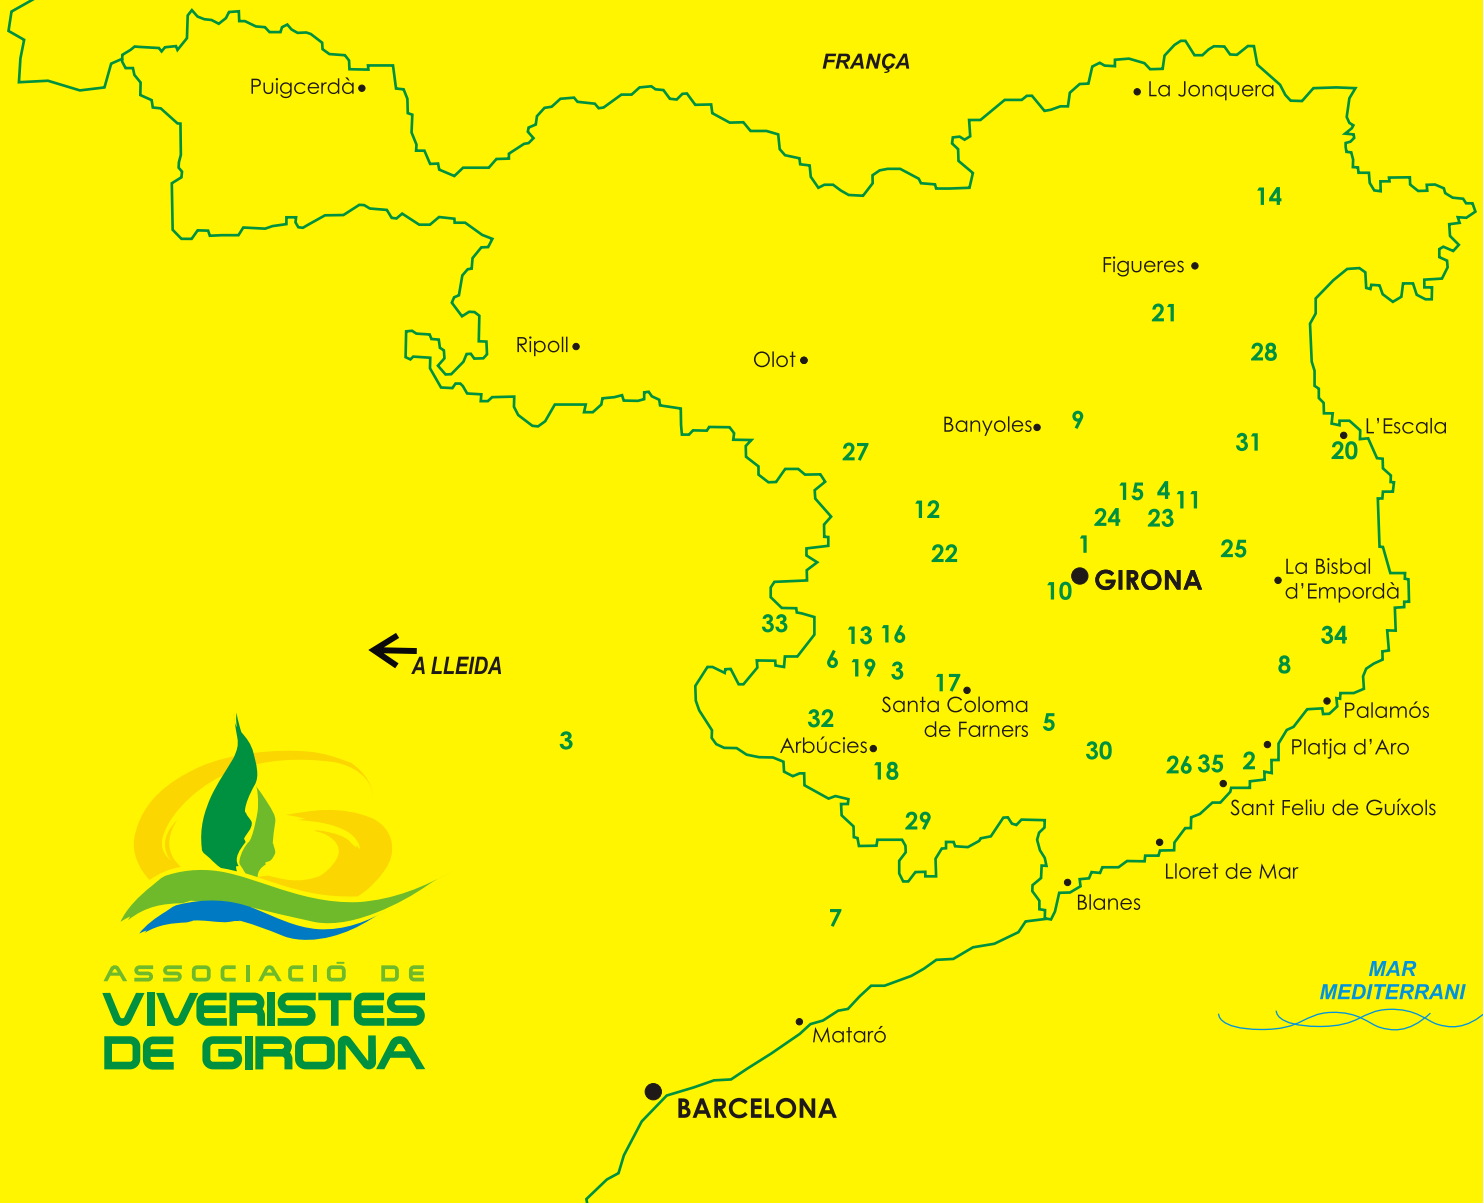 FRANÇA
Puigcerdà
La Jonquera
14
Figueres
21
Ripoll
Olot
28
Banyoles
9
L'Escala
31
20
27
15
4
11
12
24
23
1
25
22
GIRONA
La Bisbal
d'Empordà
10
33
13
16
34
A LLEIDA
6
19
3
8
17
Santa Coloma
de Farners
Palamós
32
5
3
Arbúcies
30
Platja d'Aro
18
26
35
2
Sant Feliu de Guíxols
29
Lloret de Mar
Blanes
7
ASSOCIACIÓ DE
VIVERISTES
DE GIRONA
MAR
MEDITERRANI
Mataró
BARCELONA